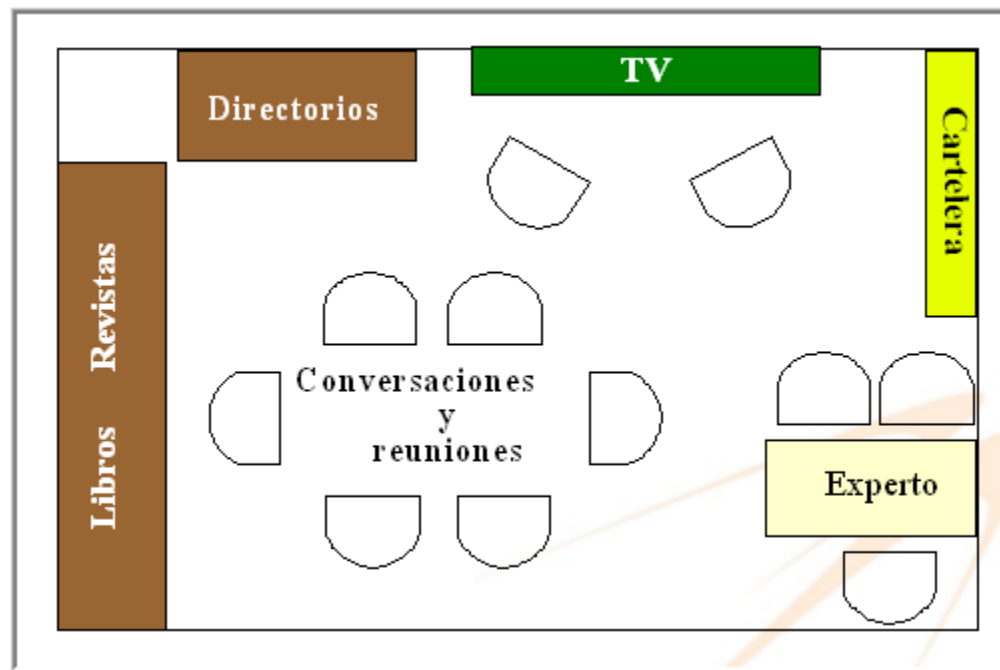 TV
Directorios
Cartelera
Libros Revistas
Conversaciones
y
reuniones
Experto